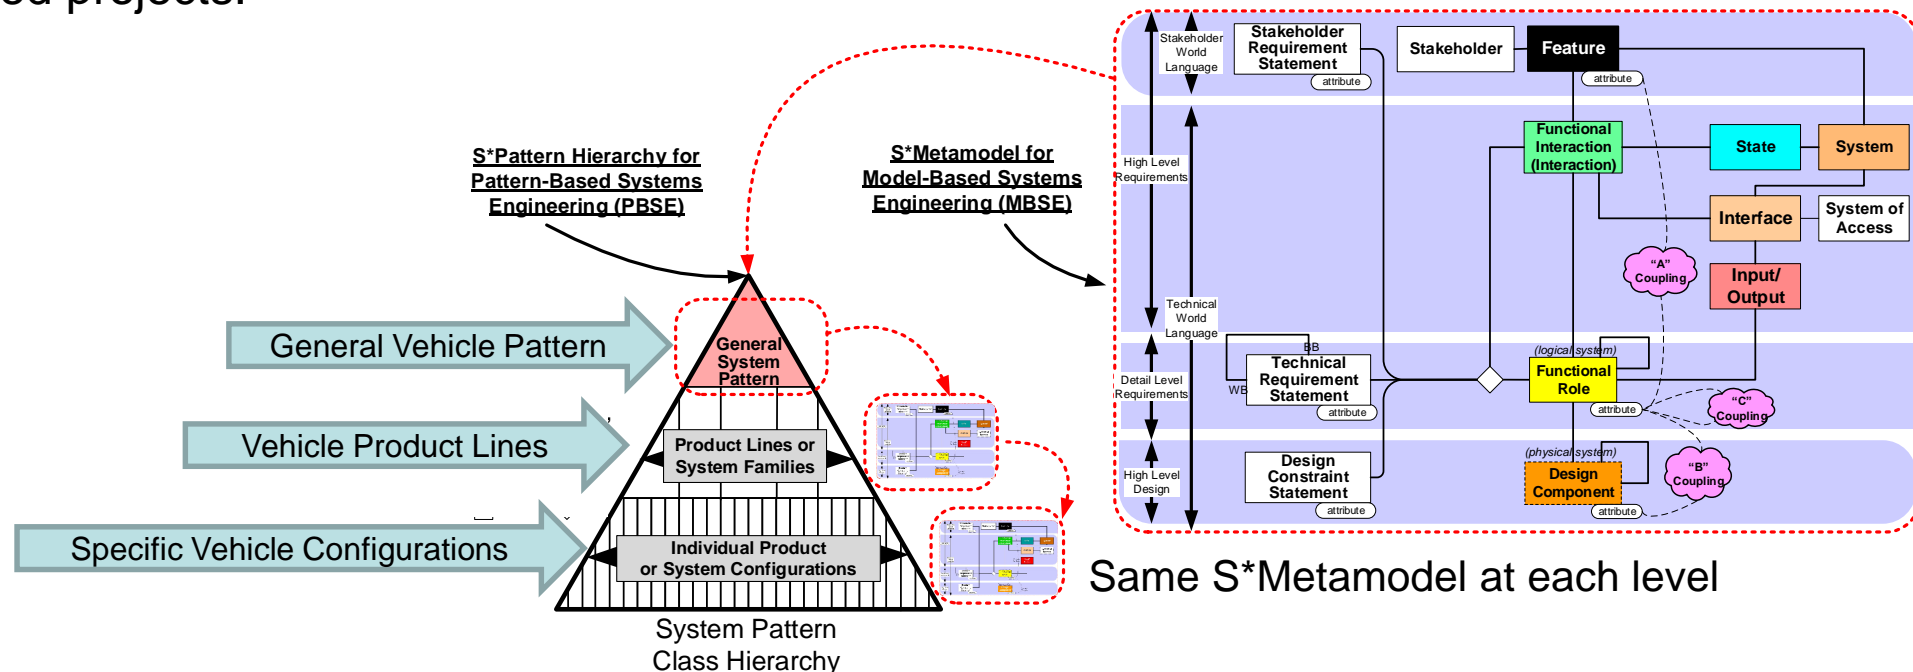 ed projects.
S*Pattern Hierarchy for
Pattern-Based Systems
Engineering (PBSE)
S*Metamodel for
Model-Based Systems
Engineering (MBSE)
General Vehicle Pattern
Vehicle Product Lines
Specific Vehicle Configurations
General
System
Pattern
Product Lines or
System Families
Individual Product
or System Configurations
System Pattern
Class Hierarchy
Stakeholder
World
Language
High Level
Requirements
Technical
World
Language
Detail Level
Requirements
High Level
Design
Stakeholder
Requirement
Statement
attribute
Stakeholder
Feature
attribute
Functional
Interaction
(Interaction)
State
System
Interface
System of
Access
"A"
Coupling
Input/
Output
BB
WB
Technical
Requirement
Statement
attribute
(logical system)
Functional
Role
attribute
"C"
Coupling
Design
Constraint
Statement
attribute
(physical system)
Design
Component
attribute
"B"
Coupling
Same S*Metamodel at each level